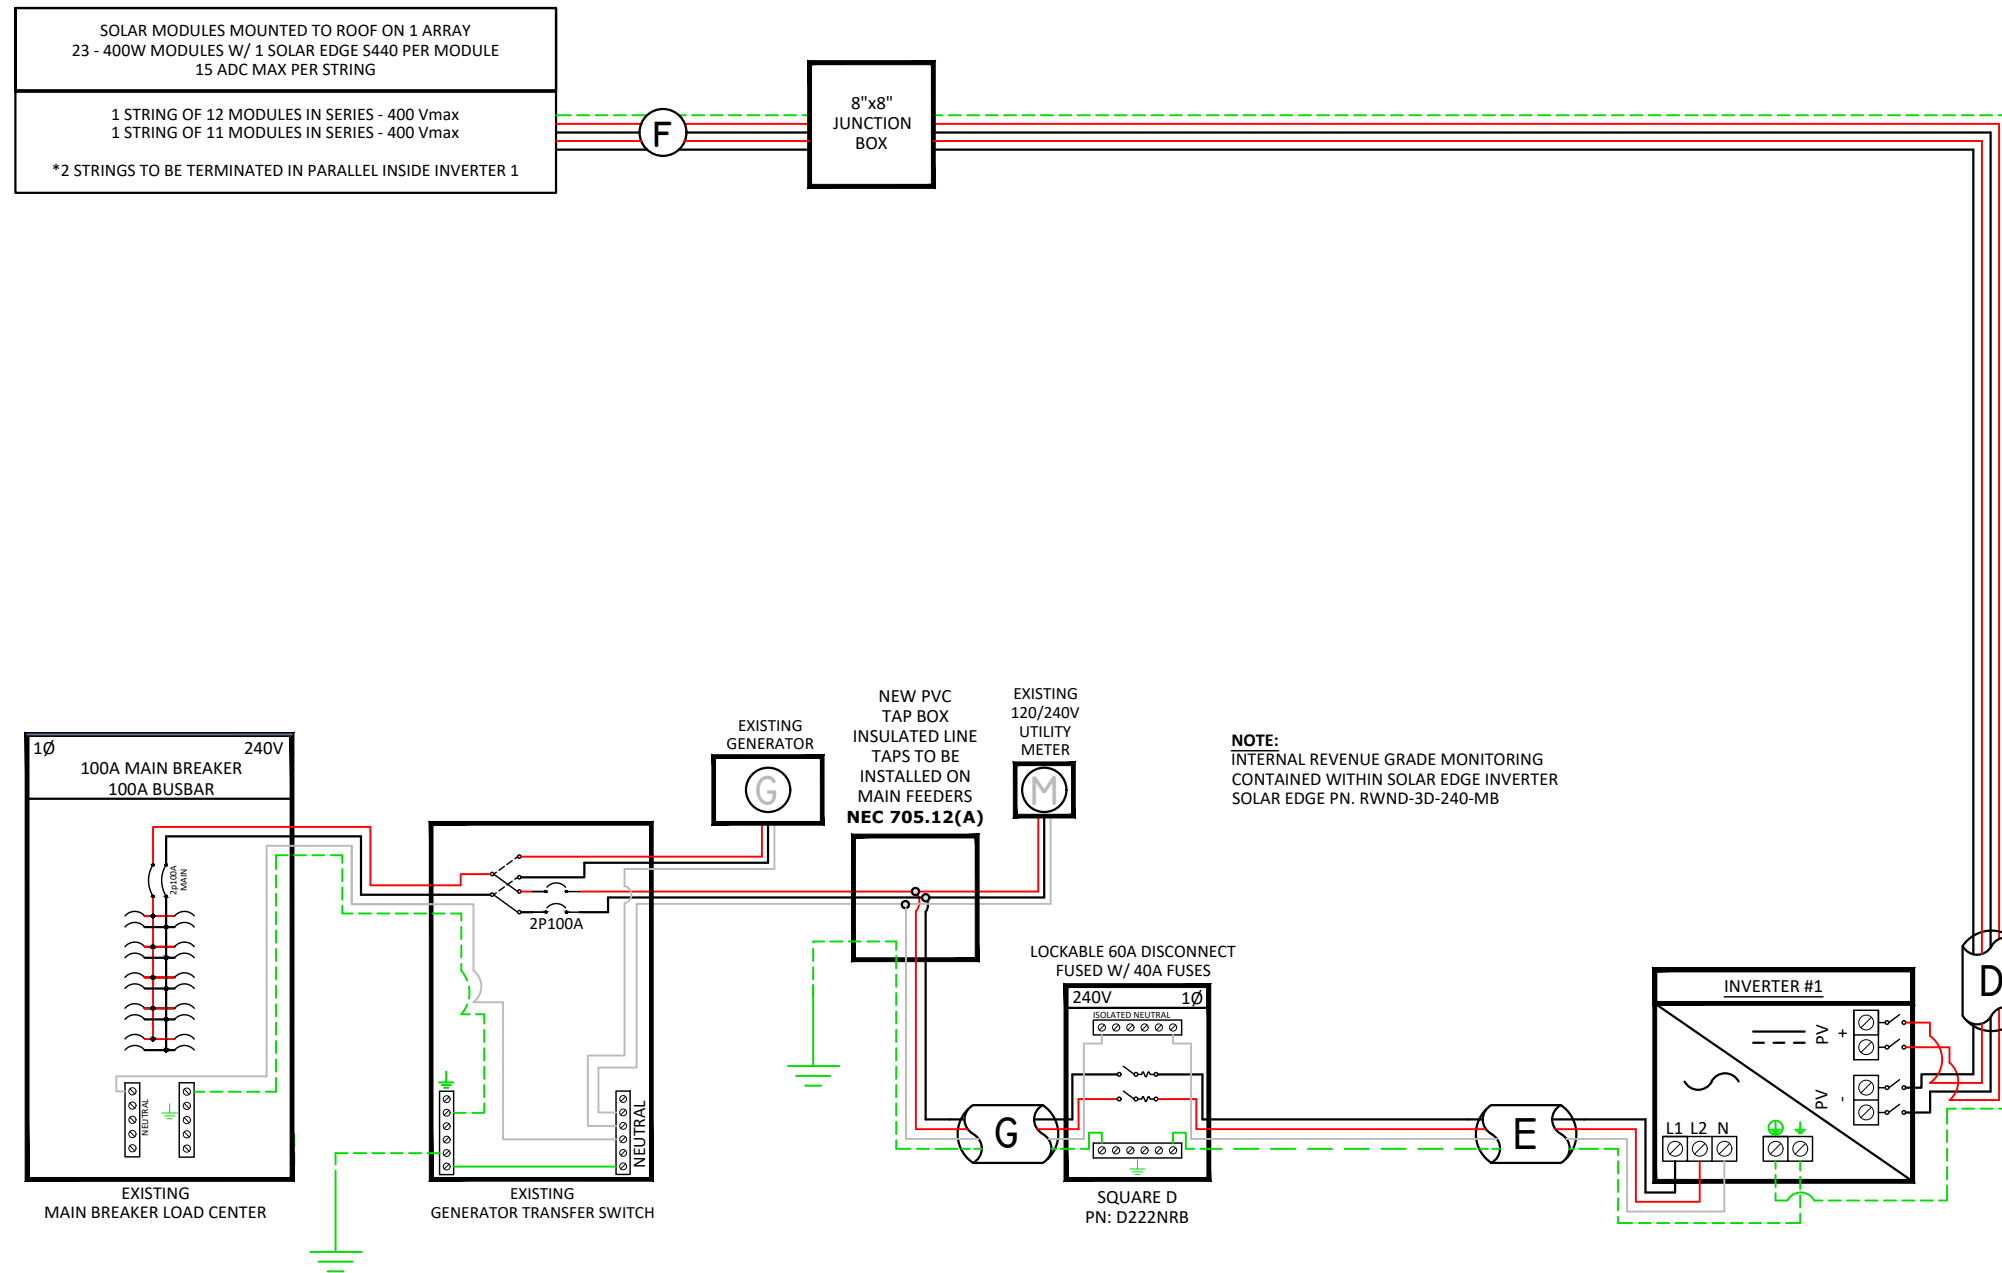 SOLAR MODULES MOUNTED TO ROOF ON 1 ARRAY
23 - 400W MODULES W/ 1 SOLAR EDGE S440 PER MODULE
15 ADC MAX PER STRING
1 STRING OF 12 MODULES IN SERIES - 400 Vmax
1 STRING OF 11 MODULES IN SERIES - 400 Vmax
*2 STRINGS TO BE TERMINATED IN PARALLEL INSIDE INVERTER 1
F
8"x8"
JUNCTION
BOX
1Ø 240V
100A MAIN BREAKER
100A BUSBAR
2p100A
MAIN
NEUTRAL
EXISTING
MAIN BREAKER LOAD CENTER
2P100A
NEUTRAL
EXISTING
GENERATOR TRANSFER SWITCH
EXISTING
GENERATOR
G
NEW PVC
TAP BOX
INSULATED LINE
TAPS TO BE
INSTALLED ON
MAIN FEEDERS
NEC 705.12(A)
EXISTING
120/240V
UTILITY
METER
M
NOTE:
INTERNAL REVENUE GRADE MONITORING
CONTAINED WITHIN SOLAR EDGE INVERTER
SOLAR EDGE PN. RWND-3D-240-MB
LOCKABLE 60A DISCONNECT
FUSED W/ 40A FUSES
240V 1Ø
ISOLATED NEUTRAL
G
SQUARE D
PN: D222NRB
E
INVERTER #1
PV +
PV -
L1 L2 N
D